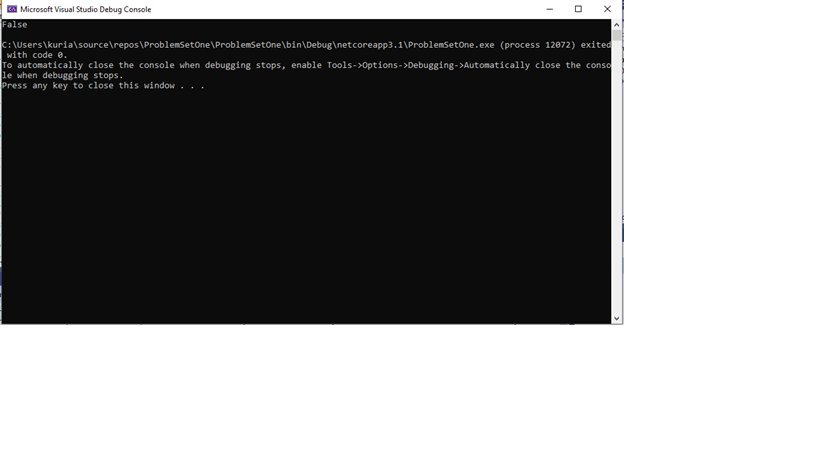 Microsoft Visual Studio Debug Console
False
C:\Users\kuria\source\repos\ProblemSetOne\ProblemSetOne\bin\Debug\netcoreapp3.1\ProblemSetOne.exe (process 12072) exited
with code 0.
To automatically close the console when debugging stops, enable Tools->Options->Debugging->Automatically close the conso
le when debugging stops.
Press any key to close this window . . .